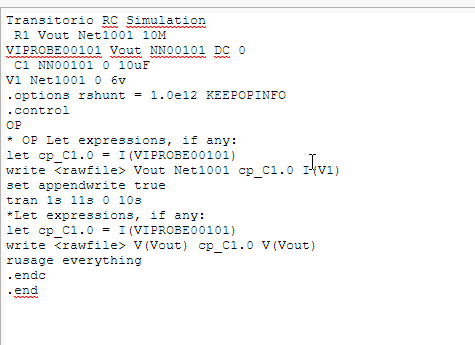 Transitorio RC Simulation
R1 Vout Net1001 10M
VIPROBE00101 Vout NN00101 DC 0
C1 NN00101 0 10uF
V1 Net1001 0 6v
.options rshunt = 1.0e12 KEEPOPINFO
.control
OP
* OP Let expressions, if any:
let cp_C1.0 = I(VIPROBE00101)
write <rawfile> Vout Net1001 cp_C1.0 I(V1)
set appendwrite true
tran 1s 11s 0 10s
*Let expressions, if any:
let cp_C1.0 = I(VIPROBE00101)
write <rawfile> V(Vout) cp_C1.0 V(Vout)
rusage everything
.endc
.end